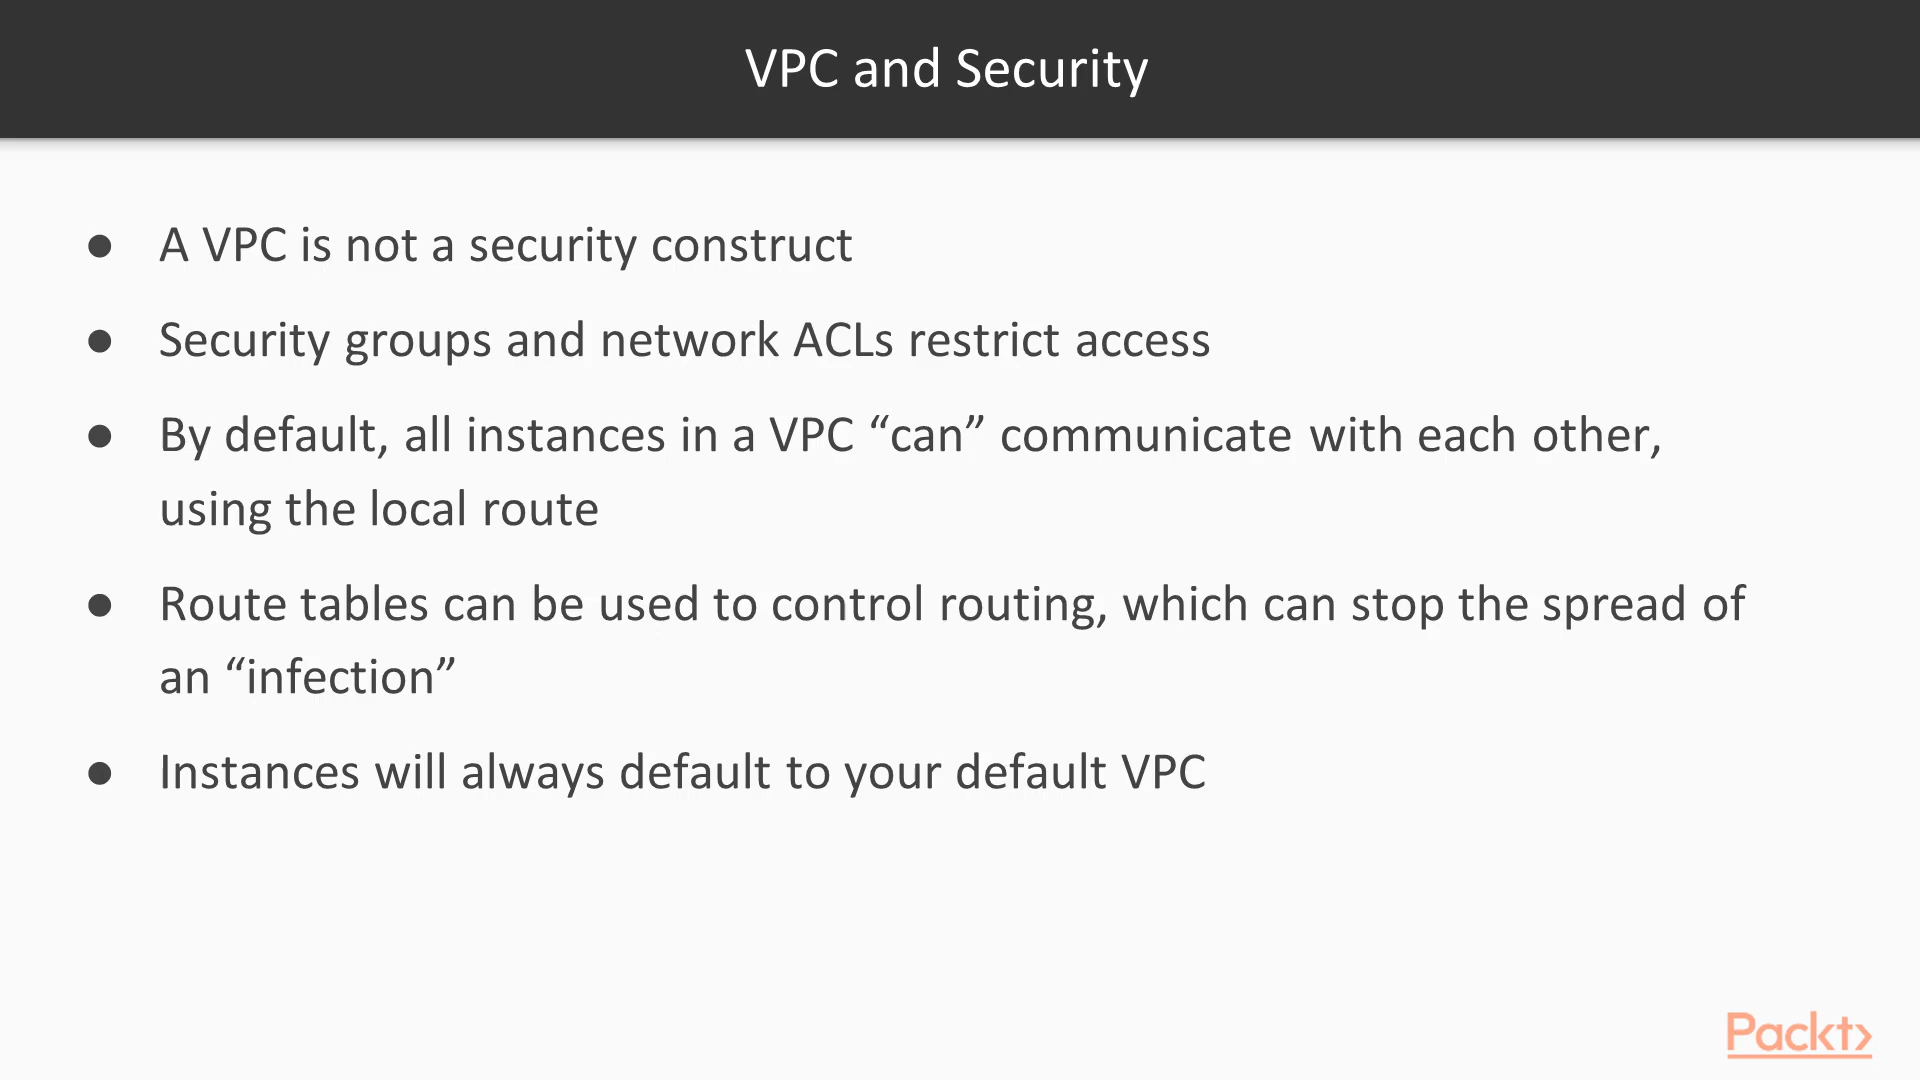 VPC and Security
● A VPC is not a security construct
● Security groups and network ACLs restrict access
● By default, all instances in a VPC “can” communicate with each other,
using the local route
● Route tables can be used to control routing, which can stop the spread of
an “infection”
● Instances will always default to your default VPC
Packt>